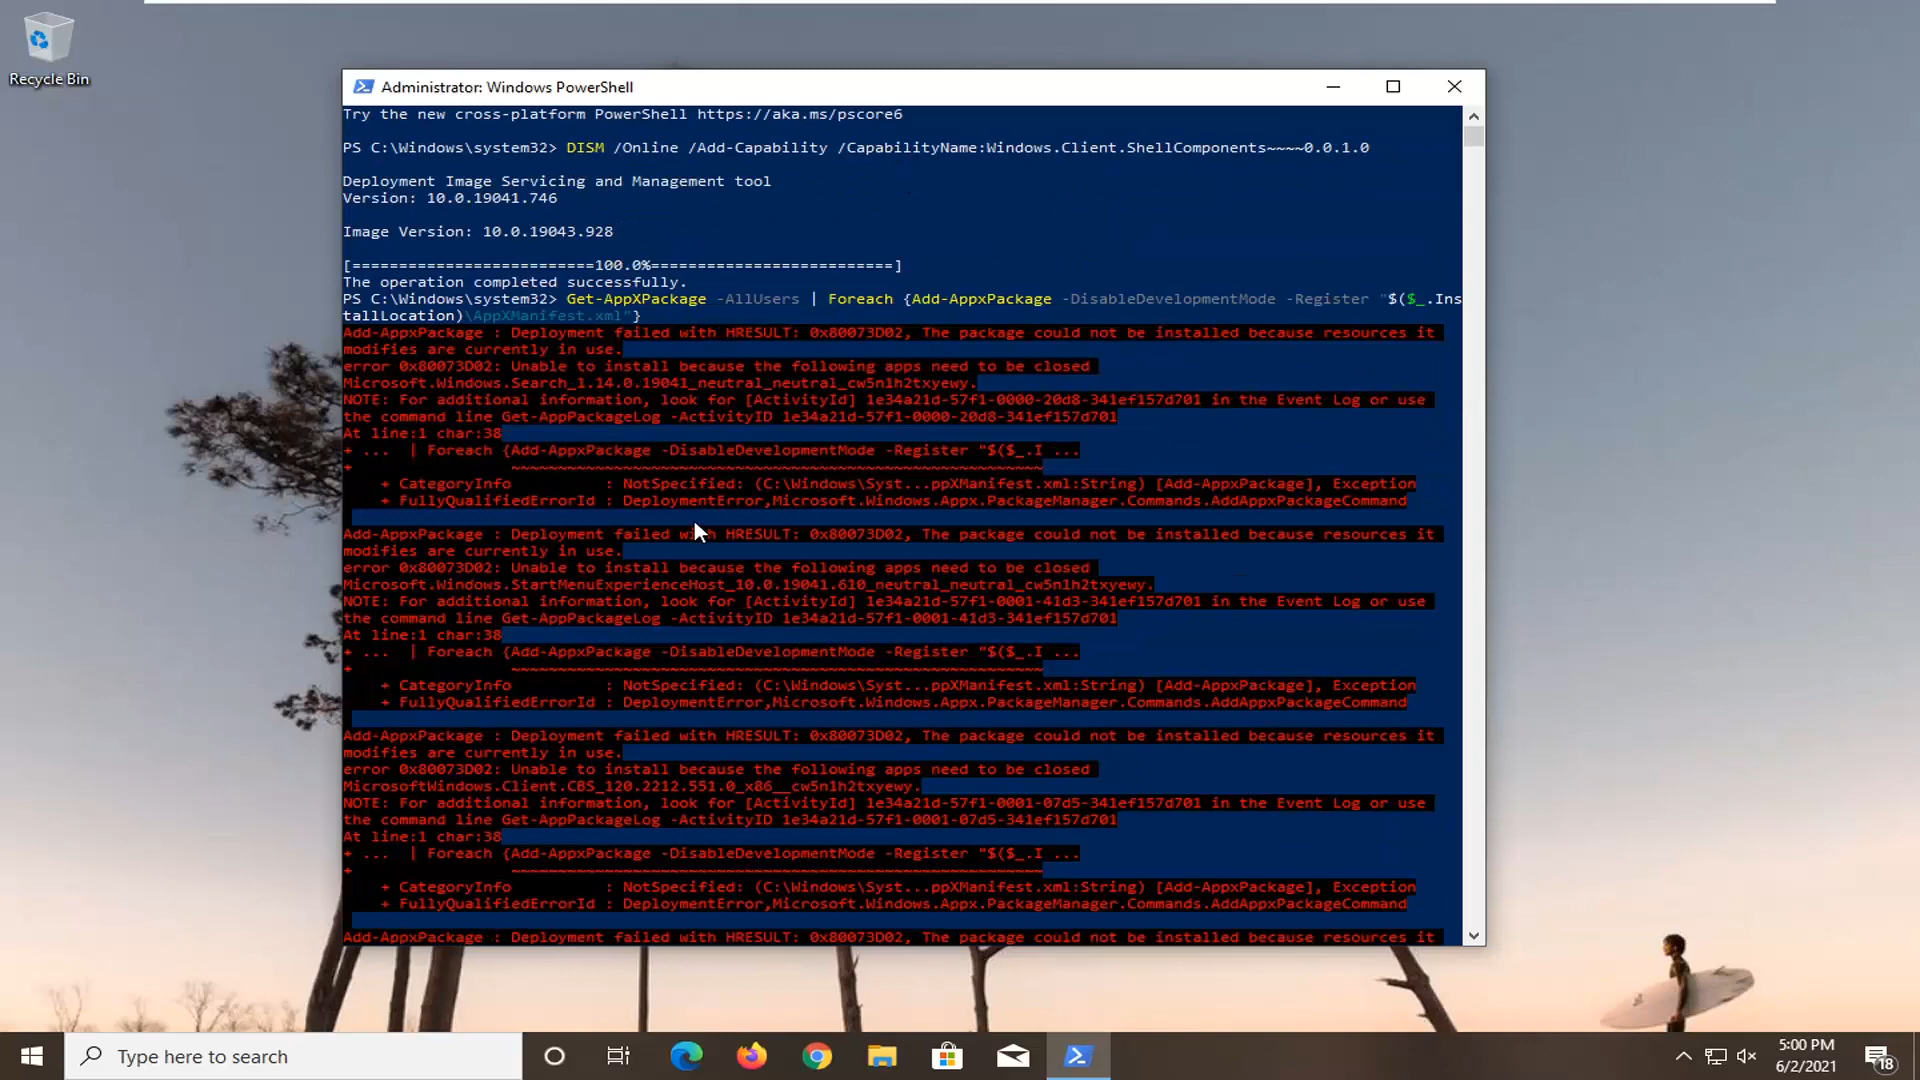 Recycle Bin
Administrator: Windows PowerShell
Try the new cross-platform PowerShell https://aka.ms/pscore6
PS C:\Windows\system32> DISM /Online /Add-Capability /CapabilityName:Windows.Client.ShellComponents~~~~0.0.1.0
Deployment Image Servicing and Management tool
Version: 10.0.19041.746
Image Version: 10.0.19043.928
[==========================100.0%==========================]
The operation completed successfully.
PS C:\Windows\system32> Get-AppXPackage -AllUsers | Foreach {Add-AppxPackage -DisableDevelopmentMode -Register "$($_.Ins
tallLocation)\AppXManifest.xml"}
Add-AppxPackage : Deployment failed with HRESULT: 0x80073D02, The package could not be installed because resources it
modifies are currently in use.
error 0x80073D02: Unable to install because the following apps need to be closed
Microsoft.Windows.Search_1.14.0.19041_neutral_neutral_cw5n1h2txyewy.
NOTE: For additional information, look for [ActivityId] 1e34a21d-57f1-0000-20d8-341ef157d701 in the Event Log or use
the command line Get-AppPackageLog -ActivityID 1e34a21d-57f1-0000-20d8-341ef157d701
At line:1 char:38
+ ... | Foreach {Add-AppxPackage -DisableDevelopmentMode -Register "$($_.I ...
+ ~~~~~~~~~~~~~~~~~~~~~~~~~~~~~~~~~~~~~~~~~~~~~~~~~~~~~~~~~
+ CategoryInfo : NotSpecified: (C:\Windows\Syst...ppXManifest.xml:String) [Add-AppxPackage], Exception
+ FullyQualifiedErrorId : DeploymentError,Microsoft.Windows.Appx.PackageManager.Commands.AddAppxPackageCommand
Add-AppxPackage : Deployment failed with HRESULT: 0x80073D02, The package could not be installed because resources it
modifies are currently in use.
error 0x80073D02: Unable to install because the following apps need to be closed
Microsoft.Windows.StartMenuExperienceHost_10.0.19041.610_neutral_neutral_cw5n1h2txyewy.
NOTE: For additional information, look for [ActivityId] 1e34a21d-57f1-0001-41d3-341ef157d701 in the Event Log or use
the command line Get-AppPackageLog -ActivityID 1e34a21d-57f1-0001-41d3-341ef157d701
At line:1 char:38
+ ... | Foreach {Add-AppxPackage -DisableDevelopmentMode -Register "$($_.I ...
+ ~~~~~~~~~~~~~~~~~~~~~~~~~~~~~~~~~~~~~~~~~~~~~~~~~~~~~~~~~
+ CategoryInfo : NotSpecified: (C:\Windows\Syst...ppXManifest.xml:String) [Add-AppxPackage], Exception
+ FullyQualifiedErrorId : DeploymentError,Microsoft.Windows.Appx.PackageManager.Commands.AddAppxPackageCommand
Add-AppxPackage : Deployment failed with HRESULT: 0x80073D02, The package could not be installed because resources it
modifies are currently in use.
error 0x80073D02: Unable to install because the following apps need to be closed
MicrosoftWindows.Client.CBS_120.2212.551.0_x86__cw5n1h2txyewy.
NOTE: For additional information, look for [ActivityId] 1e34a21d-57f1-0001-07d5-341ef157d701 in the Event Log or use
the command line Get-AppPackageLog -ActivityID 1e34a21d-57f1-0001-07d5-341ef157d701
At line:1 char:38
+ ... | Foreach {Add-AppxPackage -DisableDevelopmentMode -Register "$($_.I ...
+ ~~~~~~~~~~~~~~~~~~~~~~~~~~~~~~~~~~~~~~~~~~~~~~~~~~~~~~~~~
+ CategoryInfo : NotSpecified: (C:\Windows\Syst...ppXManifest.xml:String) [Add-AppxPackage], Exception
+ FullyQualifiedErrorId : DeploymentError,Microsoft.Windows.Appx.PackageManager.Commands.AddAppxPackageCommand
Add-AppxPackage : Deployment failed with HRESULT: 0x80073D02, The package could not be installed because resources it
Type here to search
5:00 PM
6/2/2021
18